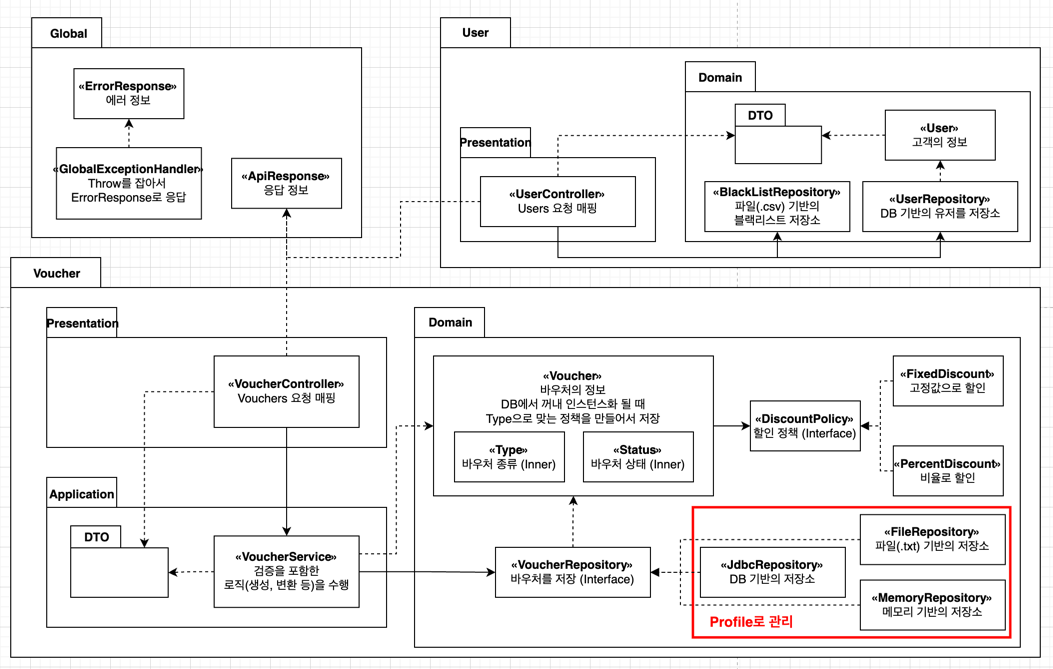 Global
«ErrorResponse»
에러 정보
«GlobalExceptionHandler»
Throw를 잡아서
ErrorResponse로 응답
«ApiResponse»
응답 정보
User
Presentation
«UserController»
Users 요청 매핑
Domain
DTO
«User»
고객의 정보
«BlackListRepository»
파일(.csv) 기반의
블랙리스트 저장소
«UserRepository»
DB 기반의 유저를 저장소
Voucher
Presentation
«VoucherController»
Vouchers 요청 매핑
Application
DTO
«VoucherService»
검증을 포함한
로직(생성, 변환 등)을 수행
Domain
«Voucher»
바우처의 정보
DB에서 꺼내 인스턴스화 될 때
Type으로 맞는 정책을 만들어서 저장
«Type»
바우처 종류 (Inner)
«Status»
바우처 상태 (Inner)
«DiscountPolicy»
할인 정책 (Interface)
«FixedDiscount»
고정값으로 할인
«PercentDiscount»
비율로 할인
«VoucherRepository»
바우처를 저장 (Interface)
«FileRepository»
파일(.txt) 기반의 저장소
«JdbcRepository»
DB 기반의 저장소
«MemoryRepository»
메모리 기반의 저장소
Profile로 관리